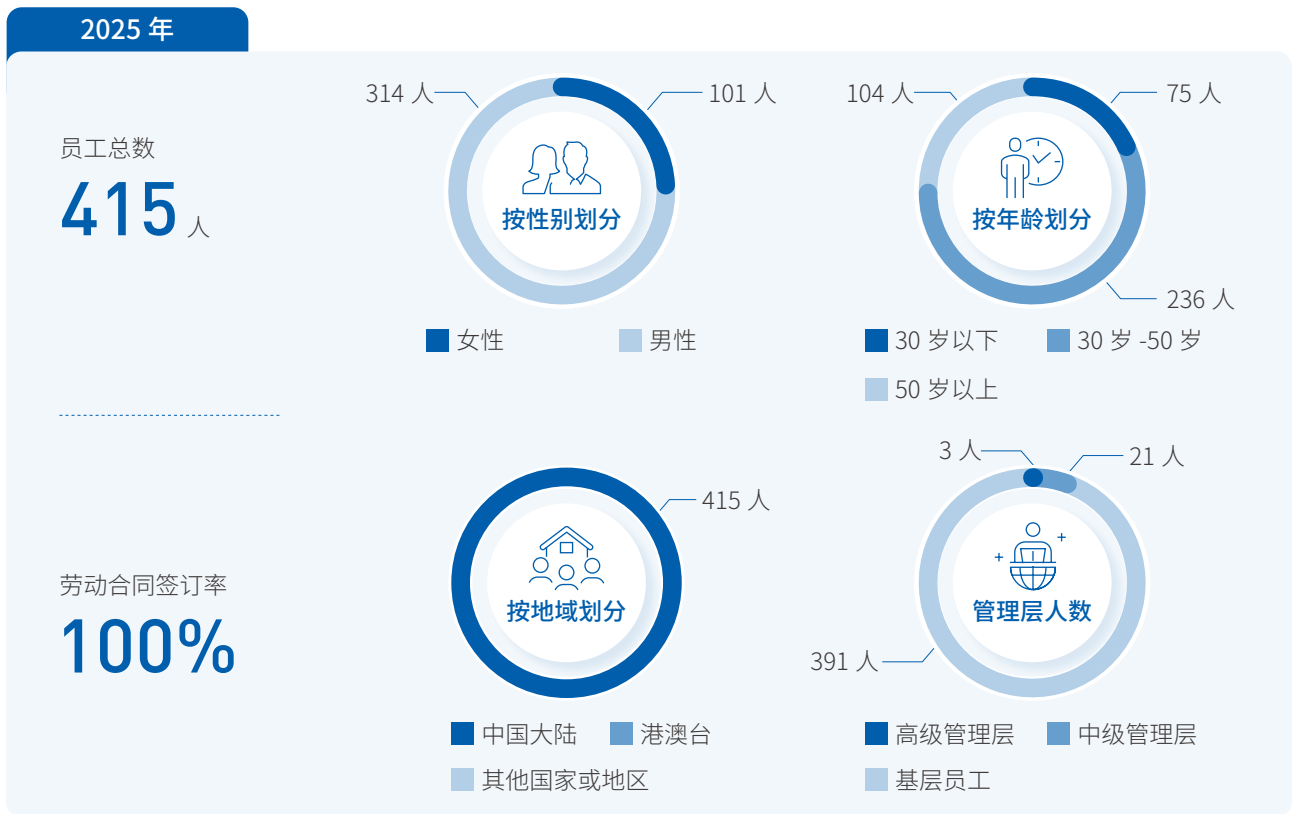 2025 年
员工总数
415 人
劳动合同签订率
100%
314 人
101 人
按性别划分
女性
男性
104 人
75 人
按年龄划分
236 人
30 岁以下
30 岁 -50 岁
50 岁以上
415 人
按地域划分
中国大陆
港澳台
其他国家或地区
3 人
21 人
管理层人数
391 人
高级管理层
中级管理层
基层员工